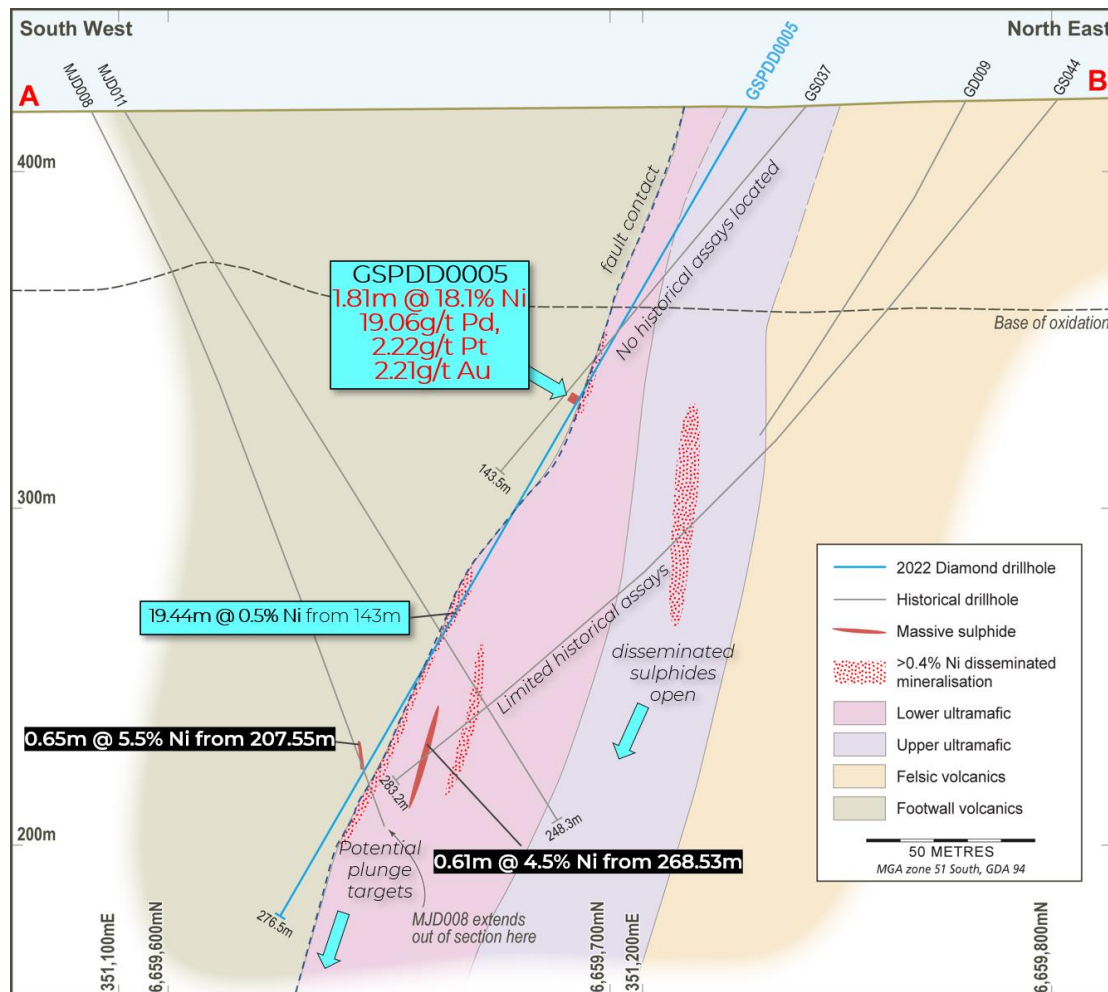 South West
North East
MJD008
MJD011
GSPDD0005
GS037
GD009
GS044
A
B
400m
fault contact
No historical assays located
GSPDD0005
1.81m @ 18.1% Ni
19.06g/t Pd,
2.22g/t Pt
2.21g/t Au
Base of oxidation
143.5m
300m
19.44m @ 0.5% Ni from 143m
Limited historical assays
disseminated
sulphides
open
0.65m @ 5.5% Ni from 207.55m
283.2m
248.3m
200m
0.61m @ 4.5% Ni from 268.53m
Potential
plunge
targets
MJD008 extends
out of section here
276.5m
2022 Diamond drillhole
Historical drillhole
Massive sulphide
>0.4% Ni disseminated
mineralisation
Lower ultramafic
Upper ultramafic
Felsic volcanics
Footwall volcanics
50 METRES
MGA zone 51 South, GDA 94
351,100mE
6,659,600mN
6,659,700mN
351,200mE
6,659,800mN